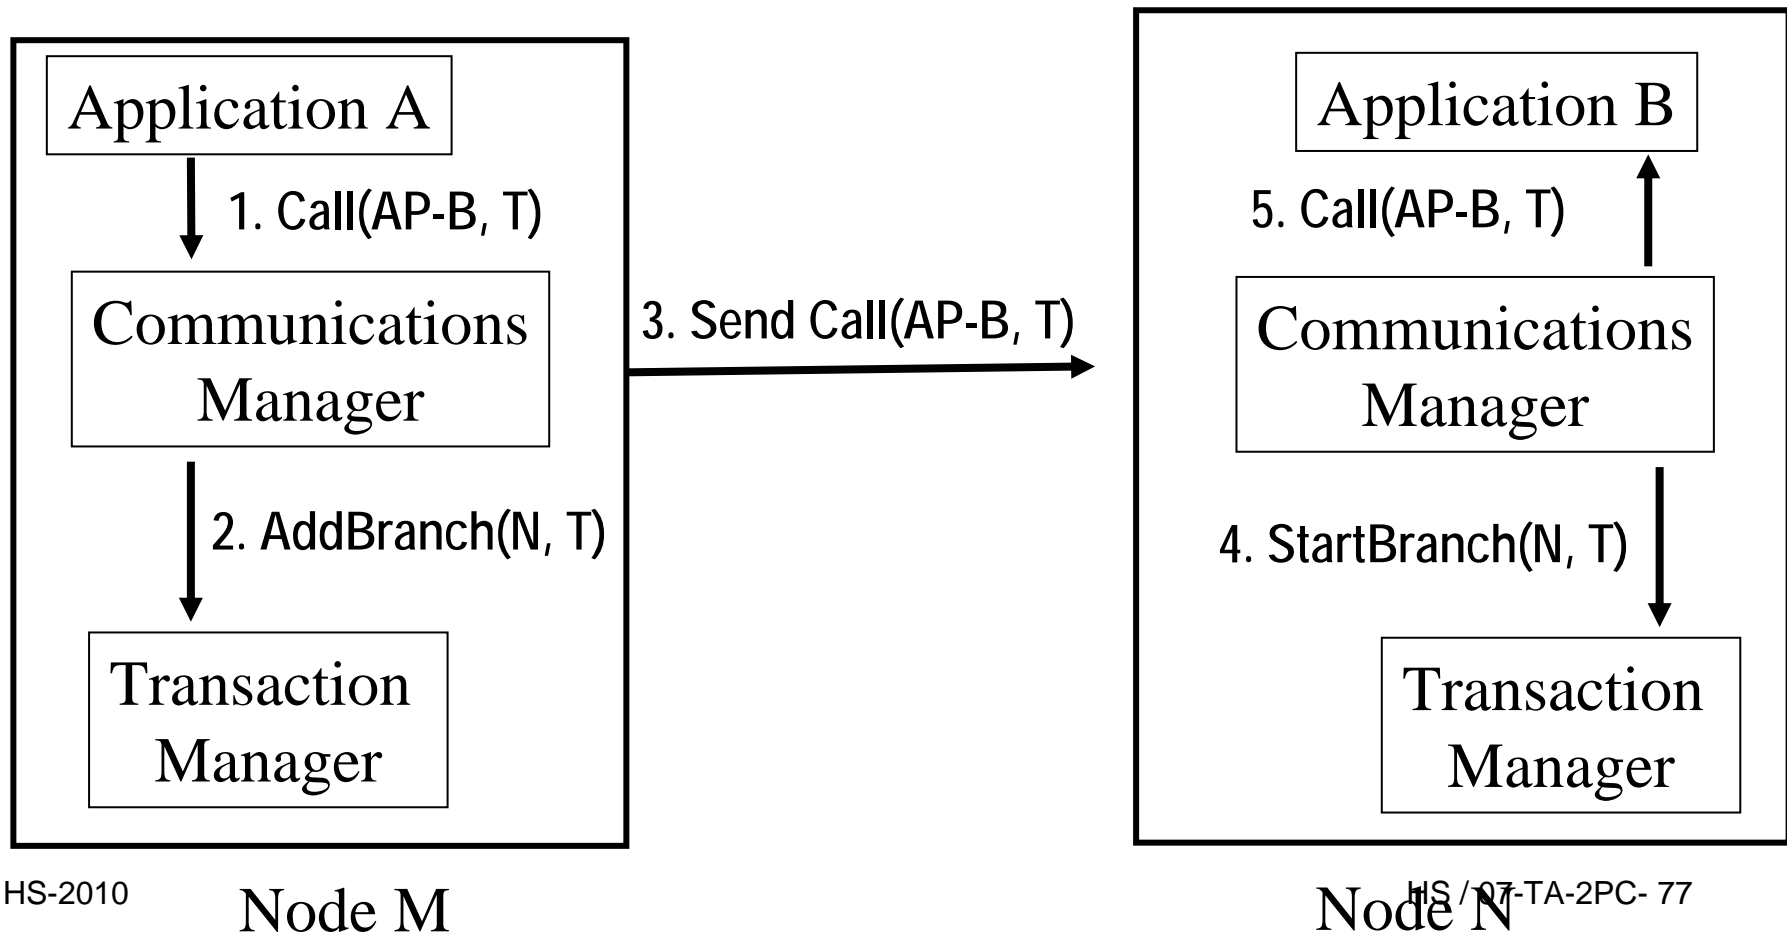 Application A
1. Call(AP-B, T)
Communications
Manager
2. AddBranch(N, T)
Transaction
Manager
Node M
3. Send Call(AP-B, T)
Application B
5. Call(AP-B, T)
Communications
Manager
4. StartBranch(N, T)
Transaction
Manager
Node N
HS-2010
HS / 07-TA-2PC- 77